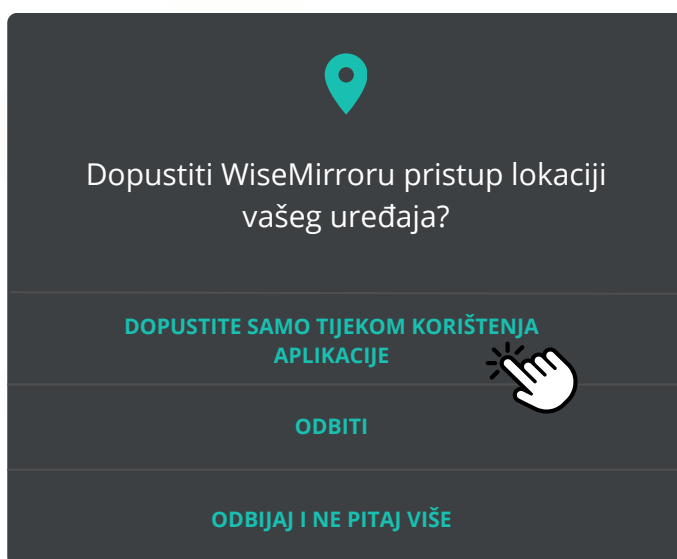 Dopustiti WiseMirroru pristup lokaciji
vašeg uređaja?
DOPUSTITE SAMO TIJEKOM KORIŠTENJA
APLIKACIJE
ODBITI
ODBIJAJ I NE PITAJ VIŠE